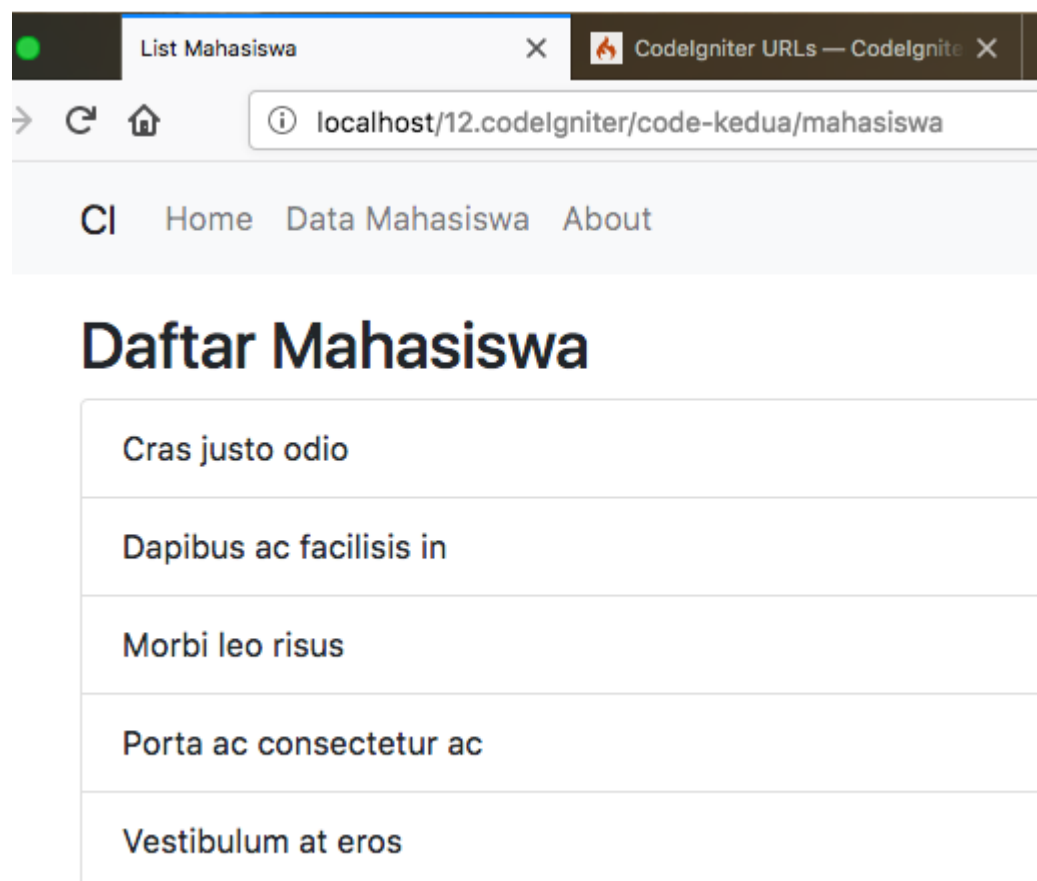 List Mahasiswa
CodeIgniter URLs — CodeIgnite
localhost/12.codeIgniter/code-kedua/mahasiswa
CI Home Data Mahasiswa About
Daftar Mahasiswa
Cras justo odio
Dapibus ac facilisis in
Morbi leo risus
Porta ac consectetur ac
Vestibulum at eros